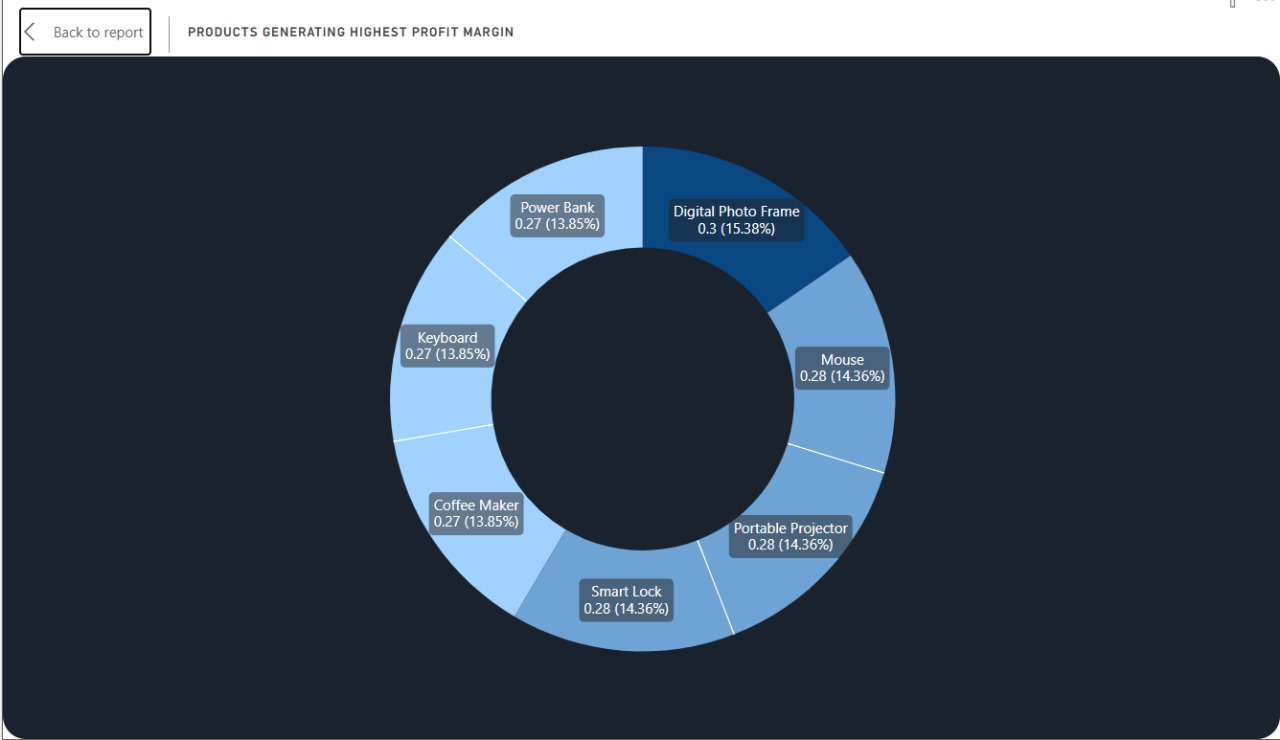 Back to report
PRODUCTS GENERATING HIGHEST PROFIT MARGIN
Power Bank
0.27 (13.85%)
Digital Photo Frame
0.3 (15.38%)
Keyboard
0.27 (13.85%)
Mouse
0.28 (14.36%)
Coffee Maker
0.27 (13.85%)
Portable Projector
0.28 (14.36%)
Smart Lock
0.28 (14.36%)